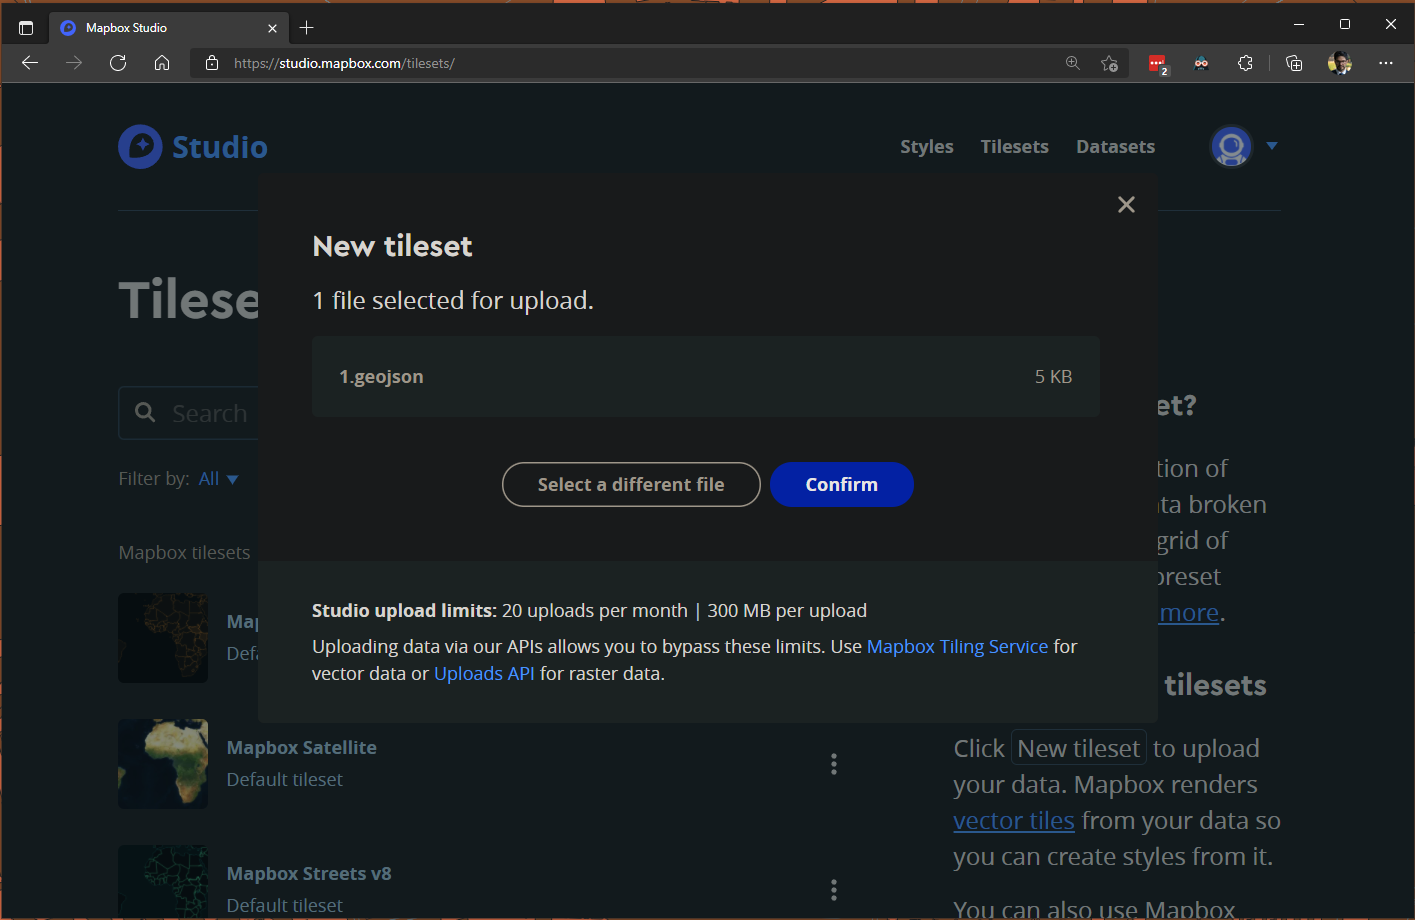 Mapbox Studio
https://studio.mapbox.com/tilesets/
2
Studio
Styles Tilesets Datasets
New tileset
1 file selected for upload.
1.geojson 5 KB
Select a different file Confirm
Studio upload limits: 20 uploads per month | 300 MB per upload
Uploading data via our APIs allows you to bypass these limits. Use Mapbox Tiling Service for
vector data or Uploads API for raster data.
Tilese
Search
Filter by: All
Mapbox tilesets
Map
Defa
Mapbox Satellite
Default tileset
Mapbox Streets v8
Default tileset
et?
tion of
ta broken
grid of
preset
more.
tilesets
Click New tileset to upload
your data. Mapbox renders
vector tiles from your data so
you can create styles from it.
You can also use Mapbox